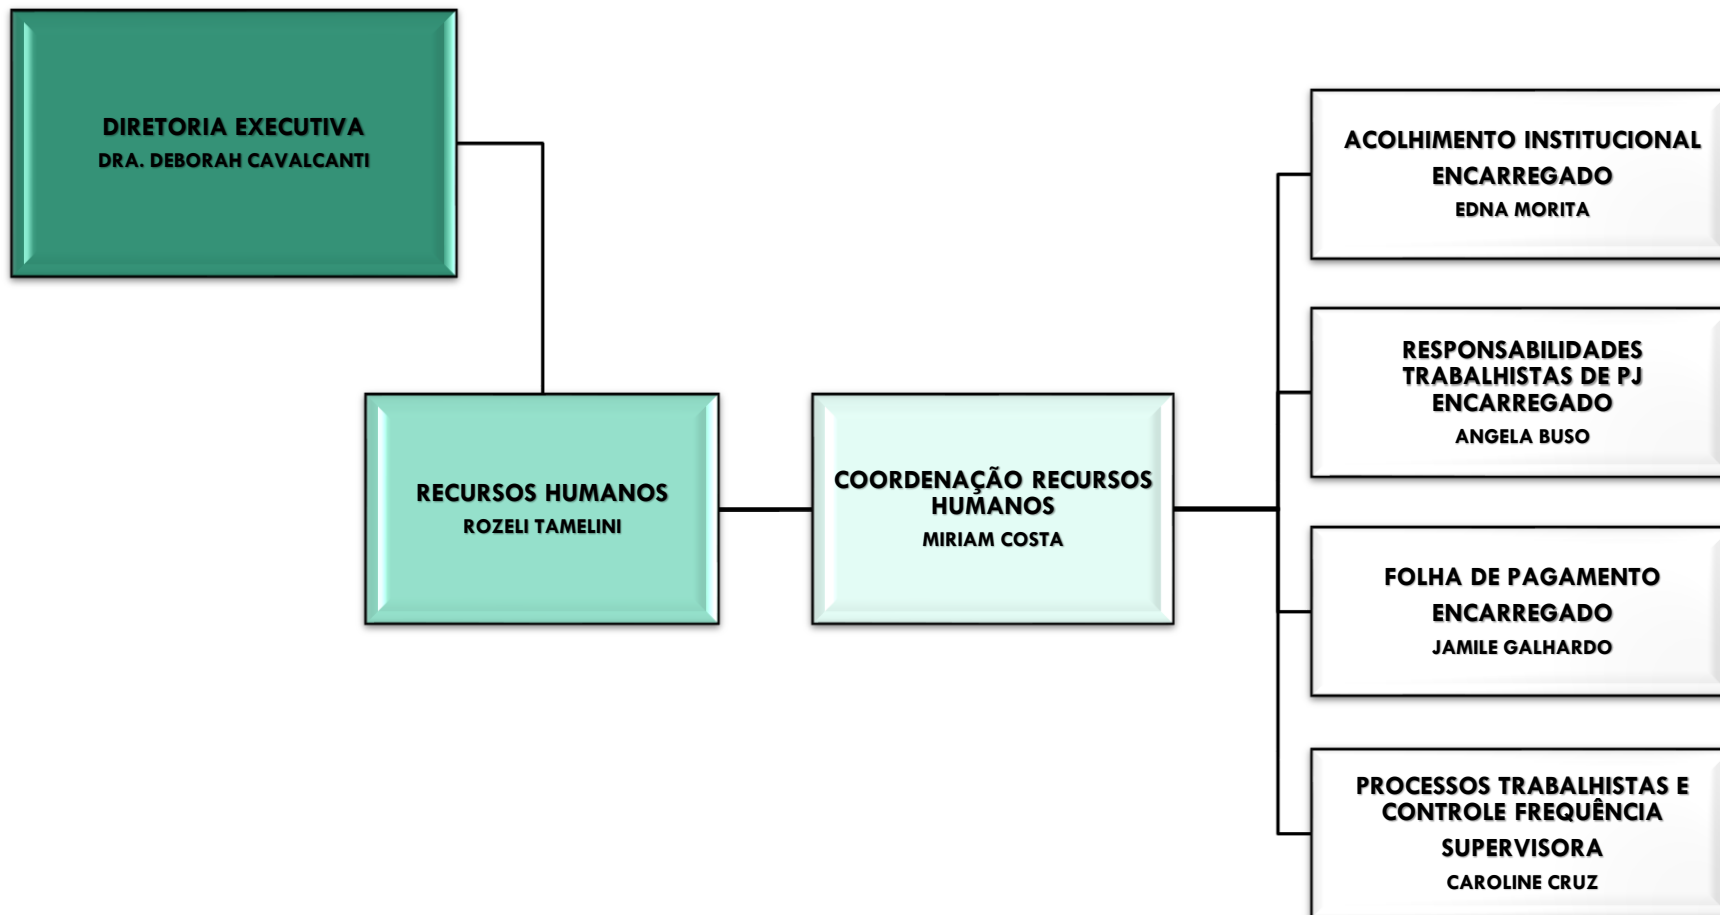 DIRETORIA EXECUTIVA
DRA. DEBORAH CAVALCANTI
RECURSOS HUMANOS
ROZELI TAMELINI
COORDENAÇÃO RECURSOS
HUMANOS
MIRIAM COSTA
ACOLHIMENTO INSTITUCIONAL
ENCARREGADO
EDNA MORITA
RESPONSABILIDADES
TRABALHISTAS DE PJ
ENCARREGADO
ANGELA BUSO
FOLHA DE PAGAMENTO
ENCARREGADO
JAMILE GALHARDO
PROCESSOS TRABALHISTAS E
CONTROLE FREQUÊNCIA
SUPERVISORA
CAROLINE CRUZ